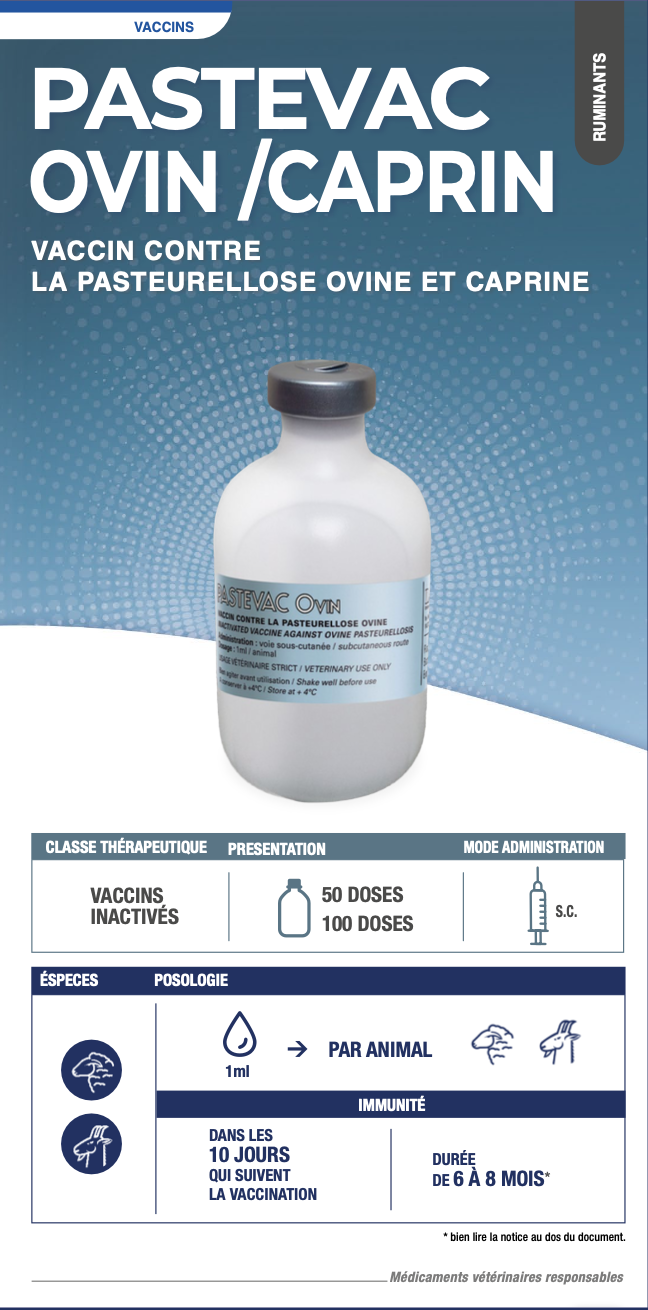 VACCINS
RUMINANTS
PASTEVAC
OVIN /CAPRIN
VACCIN CONTRE
LA PASTEURELLOSE OVINE ET CAPRINE
PASTEVAC OVIN
VACCIN CONTRE LA PASTEURELLOSE OVINE
INACTIVATED VACCINE AGAINST OVINE PASTEURELLOSIS
Administration : voie sous-cutanée / subcutaneous route
Dosage : 1ml / animal
USAGE VÉTÉRINAIRE STRICT / VETERINARY USE ONLY
Bien agiter avant utilisation / Shake well before use
A conserver à +4°C / Store at + 4°C
CLASSE THÉRAPEUTIQUE PRESENTATION MODE ADMINISTRATION
VACCINS
INACTIVÉS
50 DOSES
100 DOSES
S.C.
ÉSPECES POSOLOGIE
1ml
PAR ANIMAL
IMMUNITÉ
DANS LES
10 JOURS
QUI SUIVENT
LA VACCINATION
DURÉE
DE 6 À 8 MOIS*
* bien lire la notice au dos du document.
Médicaments vétérinaires responsables